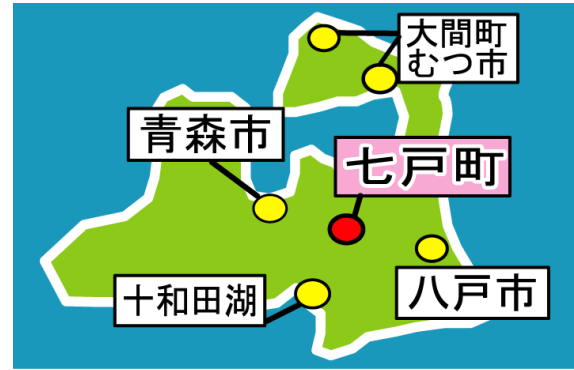 大間町
むつ市
青森市
七戸町
八戸市
十和田湖